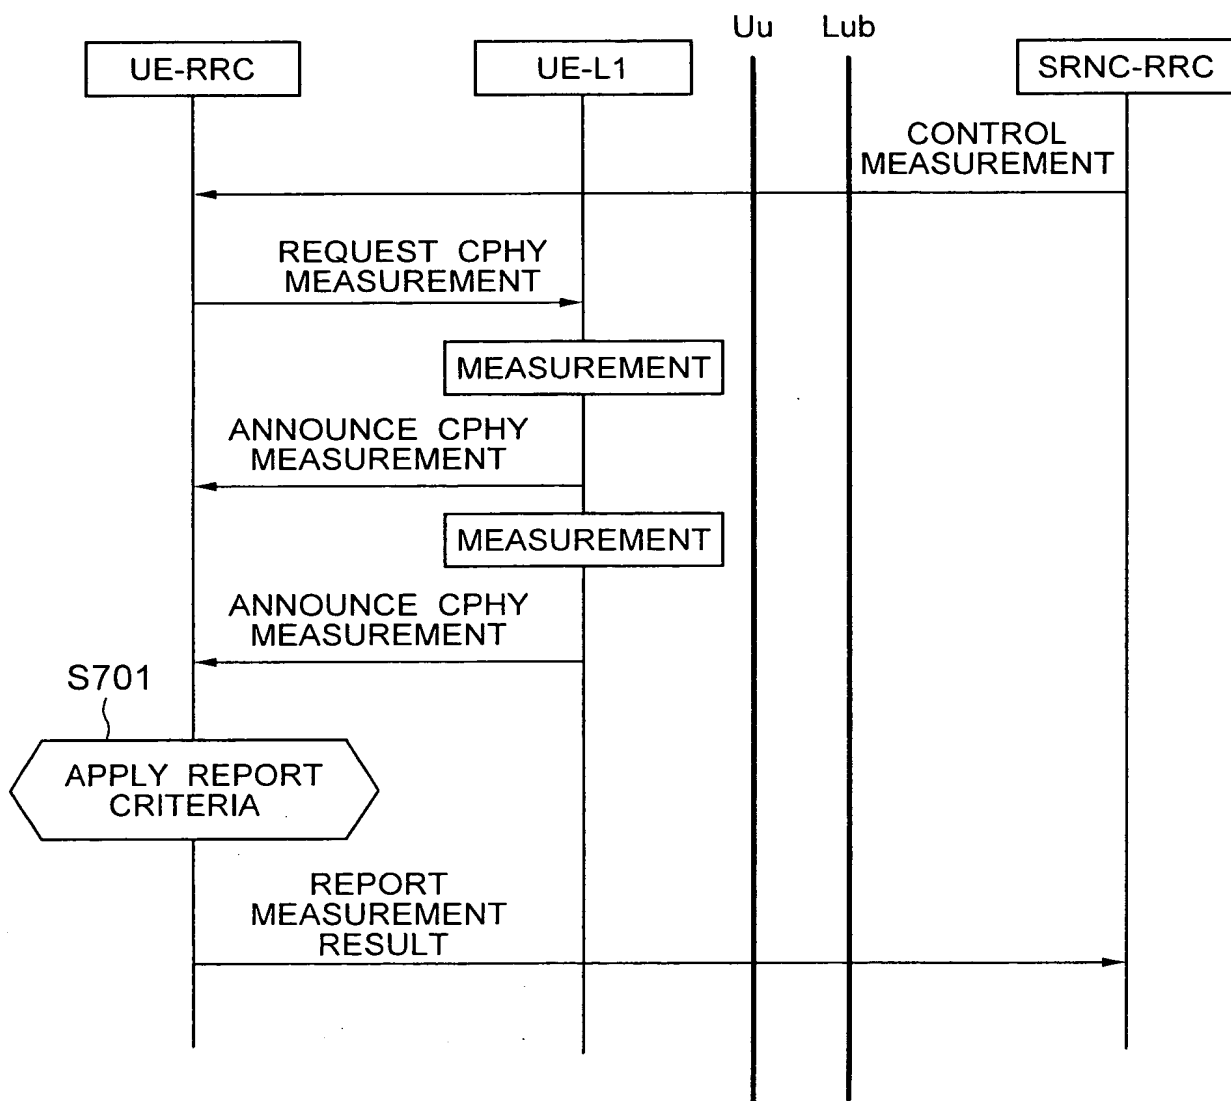 Uu Lub
UE-RRC UE-L1 SRNC-RRC
CONTROL
MEASUREMENT
REQUEST CPHY
MEASUREMENT
MEASUREMENT
ANNOUNCE CPHY
MEASUREMENT
MEASUREMENT
ANNOUNCE CPHY
MEASUREMENT
S701
APPLY REPORT
CRITERIA
REPORT
MEASUREMENT
RESULT